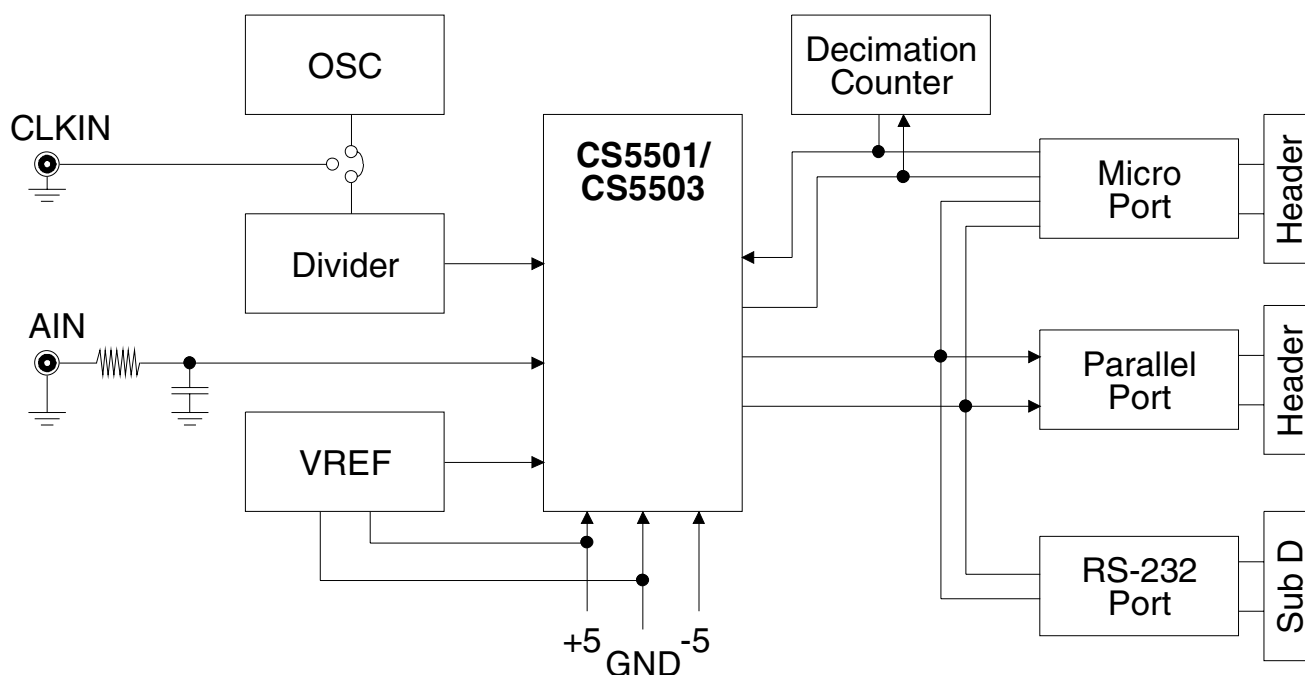 OSC
Decimation
Counter
CLKIN
CS5501/
CS5503
Micro
Port
Header
Divider
AIN
Parallel
Port
Header
VREF
RS-232
Port
Sub D
+5
GND
-5